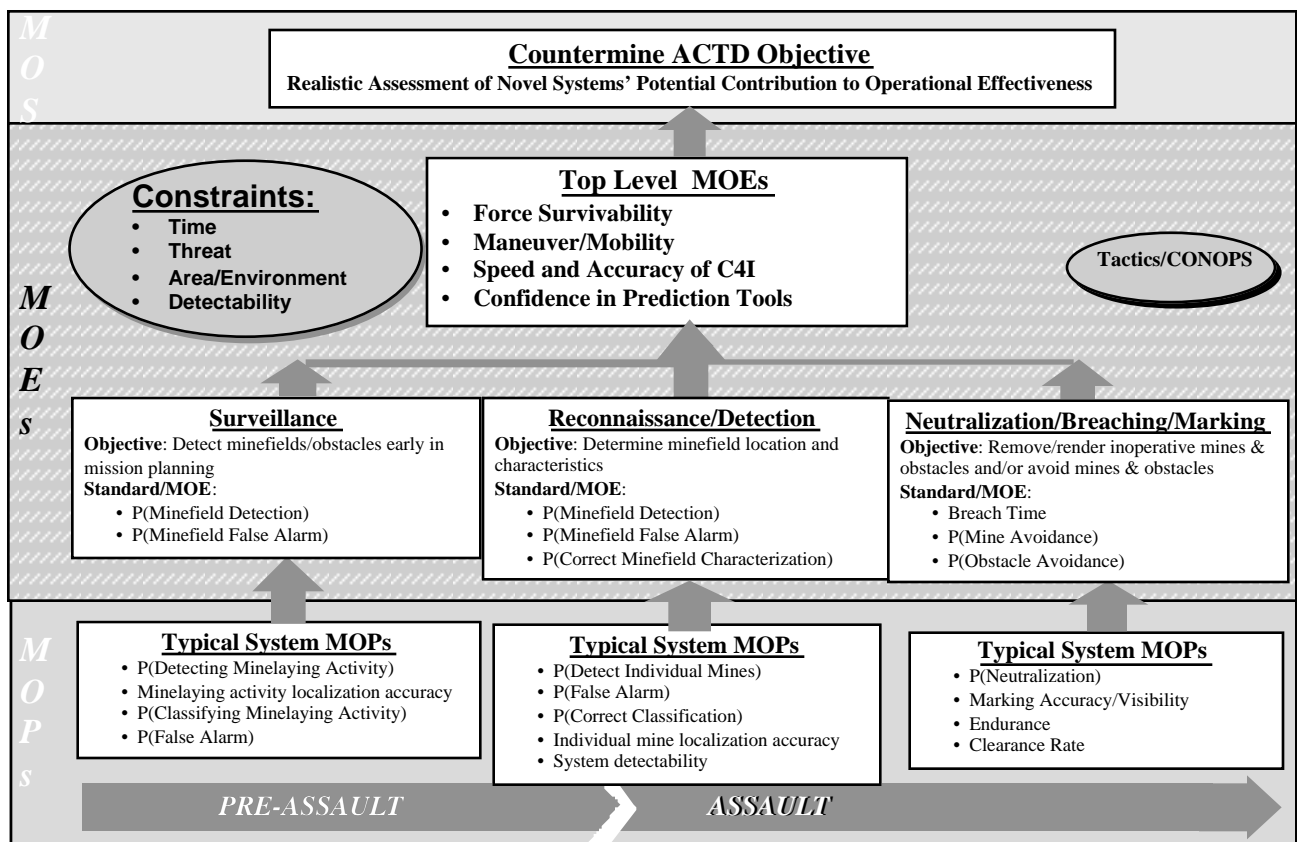 MOS
Countermine ACTD Objective
Realistic Assessment of Novel Systems' Potential Contribution to Operational Effectiveness
MOEs
Constraints:
• Time
• Threat
• Area/Environment
• Detectability
Top Level MOEs
• Force Survivability
• Maneuver/Mobility
• Speed and Accuracy of C4I
• Confidence in Prediction Tools
Tactics/CONOPS
Surveillance
Objective: Detect minefields/obstacles early in
mission planning
Standard/MOE:
• P(Minefield Detection)
• P(Minefield False Alarm)
Reconnaissance/Detection
Objective: Determine minefield location and
characteristics
Standard/MOE:
• P(Minefield Detection)
• P(Minefield False Alarm)
• P(Correct Minefield Characterization)
Neutralization/Breaching/Marking
Objective: Remove/render inoperative mines &
obstacles and/or avoid mines & obstacles
Standard/MOE:
• Breach Time
• P(Mine Avoidance)
• P(Obstacle Avoidance)
MOPs
Typical System MOPs
• P(Detecting Minelaying Activity)
• Minelaying activity localization accuracy
• P(Classifying Minelaying Activity)
• P(False Alarm)
Typical System MOPs
• P(Detect Individual Mines)
• P(False Alarm)
• P(Correct Classification)
• Individual mine localization accuracy
• System detectability
Typical System MOPs
• P(Neutralization)
• Marking Accuracy/Visibility
• Endurance
• Clearance Rate
PRE-ASSAULT
ASSAULT